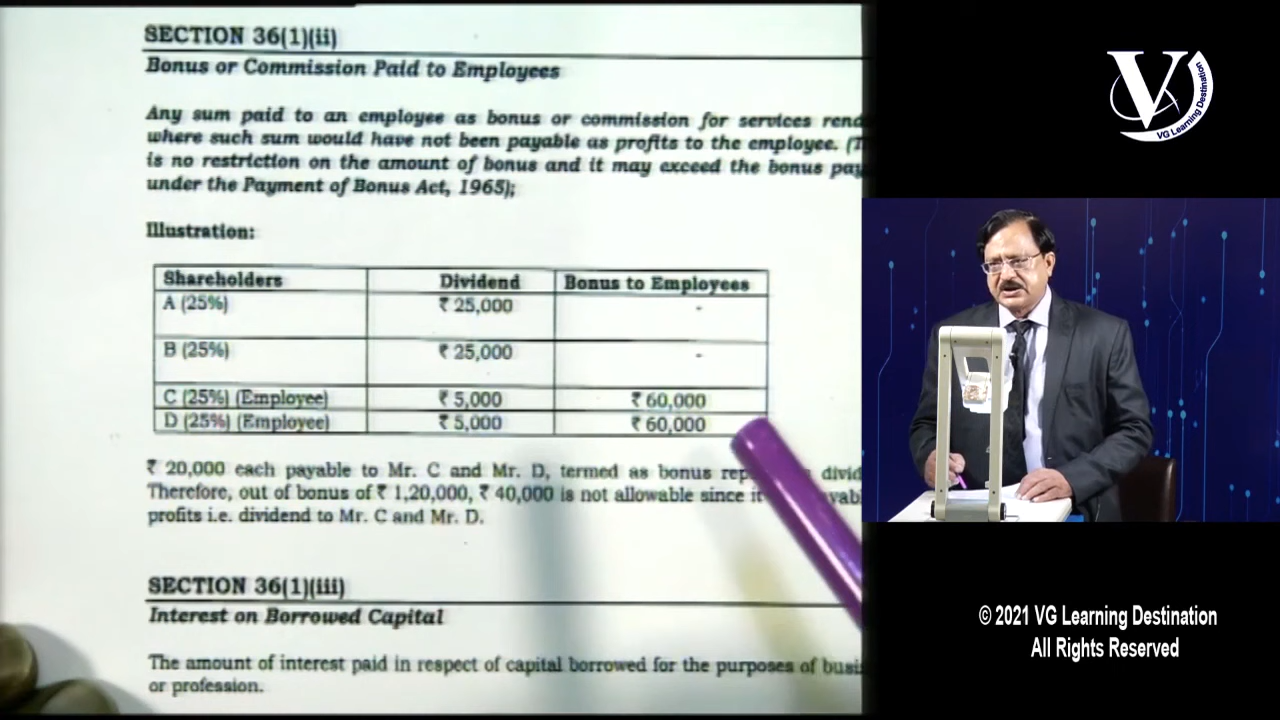 SECTION 36(1)(ii)
Bonus or Commission Paid to Employees
Any sum paid to an employee as bonus or commission for services rend
where such sum would have not been payable as profits to the employee. (T
is no restriction on the amount of bonus and it may exceed the bonus pay
under the Payment of Bonus Act, 1965);
Illustration:
Shareholders Dividend Bonus to Employees
A (25%) ₹ 25,000 -
B (25%) ₹ 25,000 -
C (25%) (Employee) ₹ 5,000 ₹ 60,000
D (25%) (Employee) ₹ 5,000 ₹ 60,000
₹ 20,000 each payable to Mr. C and Mr. D, termed as bonus rep divid
Therefore, out of bonus of ₹ 1,20,000, ₹ 40,000 is not allowable since it
profits i.e. dividend to Mr. C and Mr. D.
SECTION 36(1)(iii)
Interest on Borrowed Capital
The amount of interest paid in respect of capital borrowed for the purposes of busi
or profession.
V
VG Learning Destination
© 2021 VG Learning Destination
All Rights Reserved